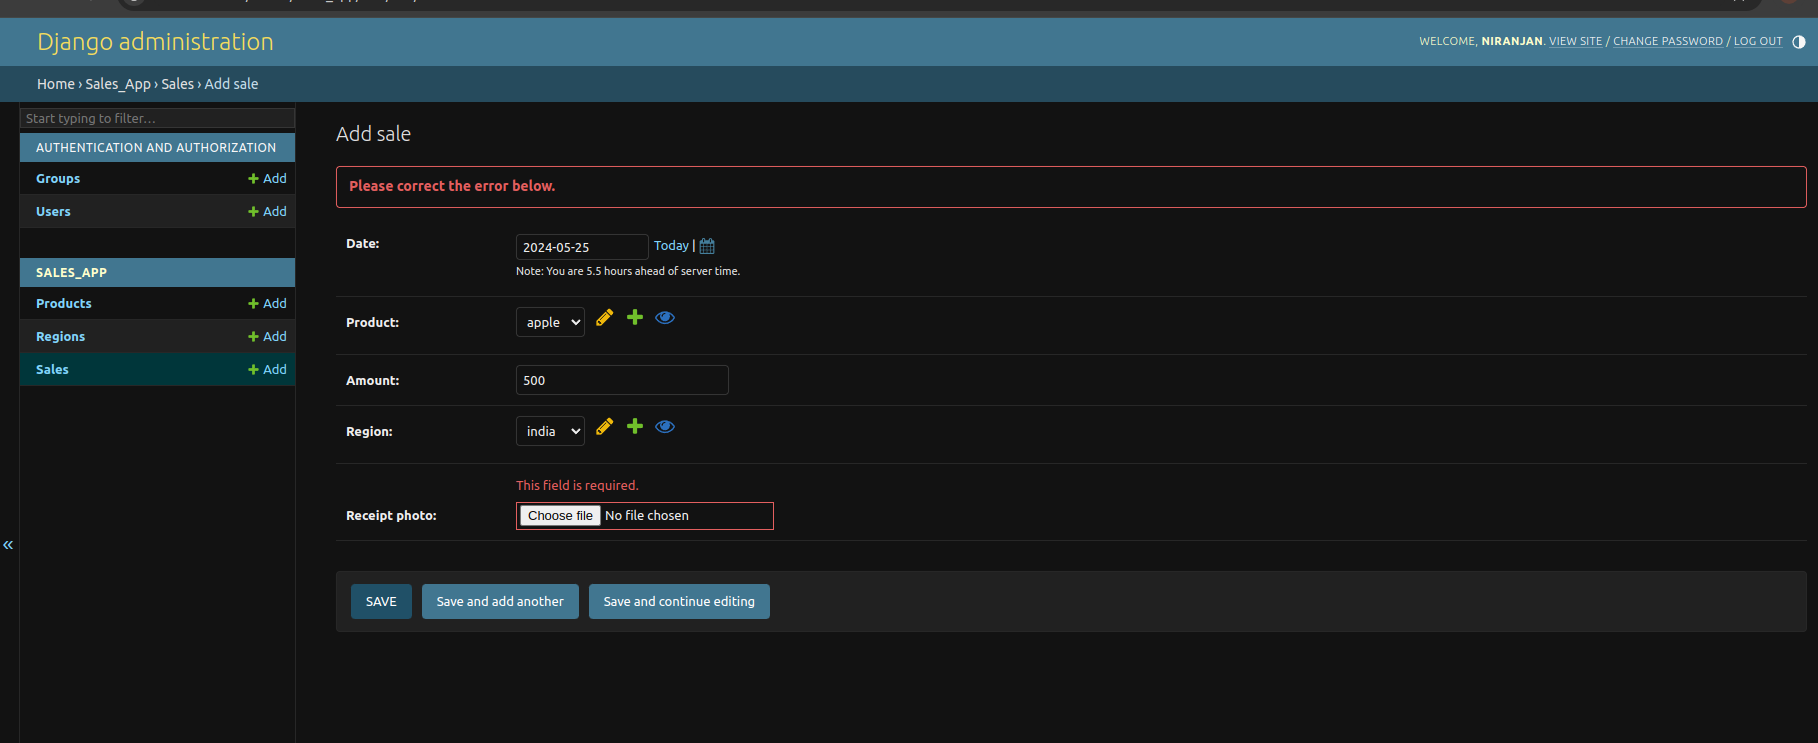 Django administration
WELCOME, NIRANJAN. VIEW SITE / CHANGE PASSWORD / LOG OUT
Home › Sales_App › Sales › Add sale
Start typing to filter...
AUTHENTICATION AND AUTHORIZATION
Groups + Add
Users + Add
SALES_APP
Products + Add
Regions + Add
Sales + Add
«
Add sale
Please correct the error below.
Date: 2024-05-25 Today |
Note: You are 5.5 hours ahead of server time.
Product: apple
Amount: 500
Region: india
This field is required.
Receipt photo: Choose file No file chosen
SAVE Save and add another Save and continue editing